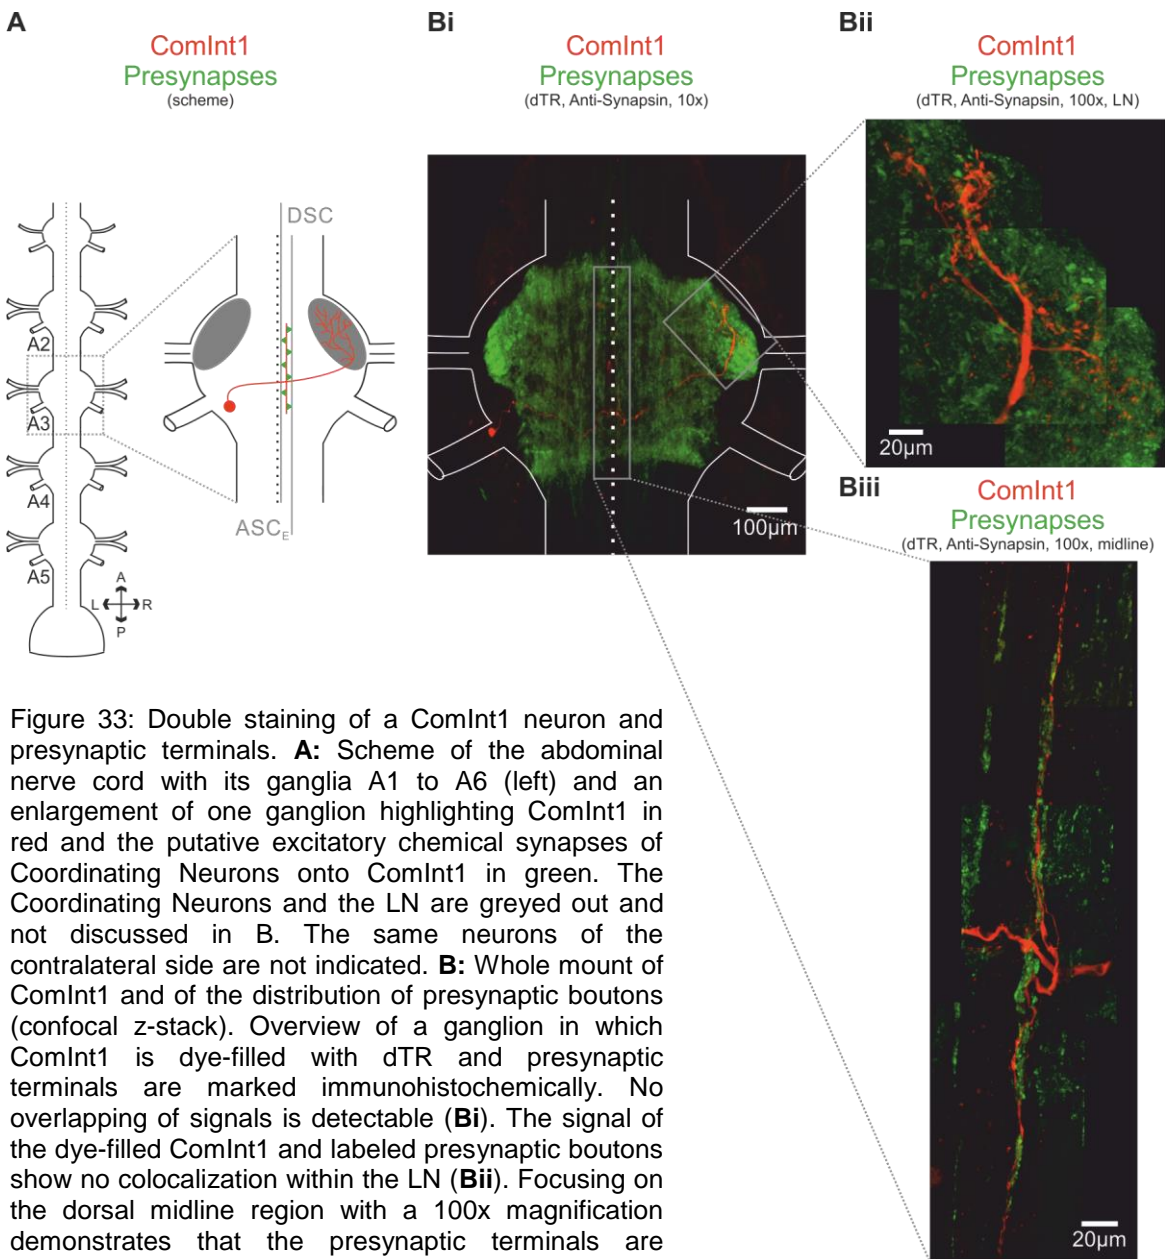 A
ComInt1
Presynapses
(scheme)
DSC
A2
A3
A4
A5
A
L
R
P
ASC_E
Bi
ComInt1
Presynapses
(dTR, Anti-Synapsin, 10x)
100µm
Bii
ComInt1
Presynapses
(dTR, Anti-Synapsin, 100x, LN)
20µm
Biii
ComInt1
Presynapses
(dTR, Anti-Synapsin, 100x, midline)
20µm
Figure 33: Double staining of a ComInt1 neuron and
presynaptic terminals. A: Scheme of the abdominal
nerve cord with its ganglia A1 to A6 (left) and an
enlargement of one ganglion highlighting ComInt1 in
red and the putative excitatory chemical synapses of
Coordinating Neurons onto ComInt1 in green. The
Coordinating Neurons and the LN are greyed out and
not discussed in B. The same neurons of the
contralateral side are not indicated. B: Whole mount of
ComInt1 and of the distribution of presynaptic boutons
(confocal z-stack). Overview of a ganglion in which
ComInt1 is dye-filled with dTR and presynaptic
terminals are marked immunohistochemically. No
overlapping of signals is detectable (Bi). The signal of
the dye-filled ComInt1 and labeled presynaptic boutons
show no colocalization within the LN (Bii). Focusing on
the dorsal midline region with a 100x magnification
demonstrates that the presynaptic terminals are